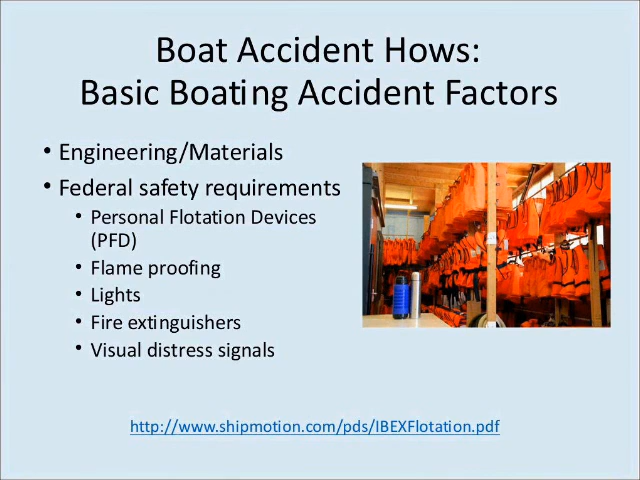 Boat Accident Hows:
Basic Boating Accident Factors
• Engineering/Materials
• Federal safety requirements
• Personal Flotation Devices
(PFD)
• Flame proofing
• Lights
• Fire extinguishers
• Visual distress signals
http://www.shipmotion.com/pds/IBEXFlotation.pdf